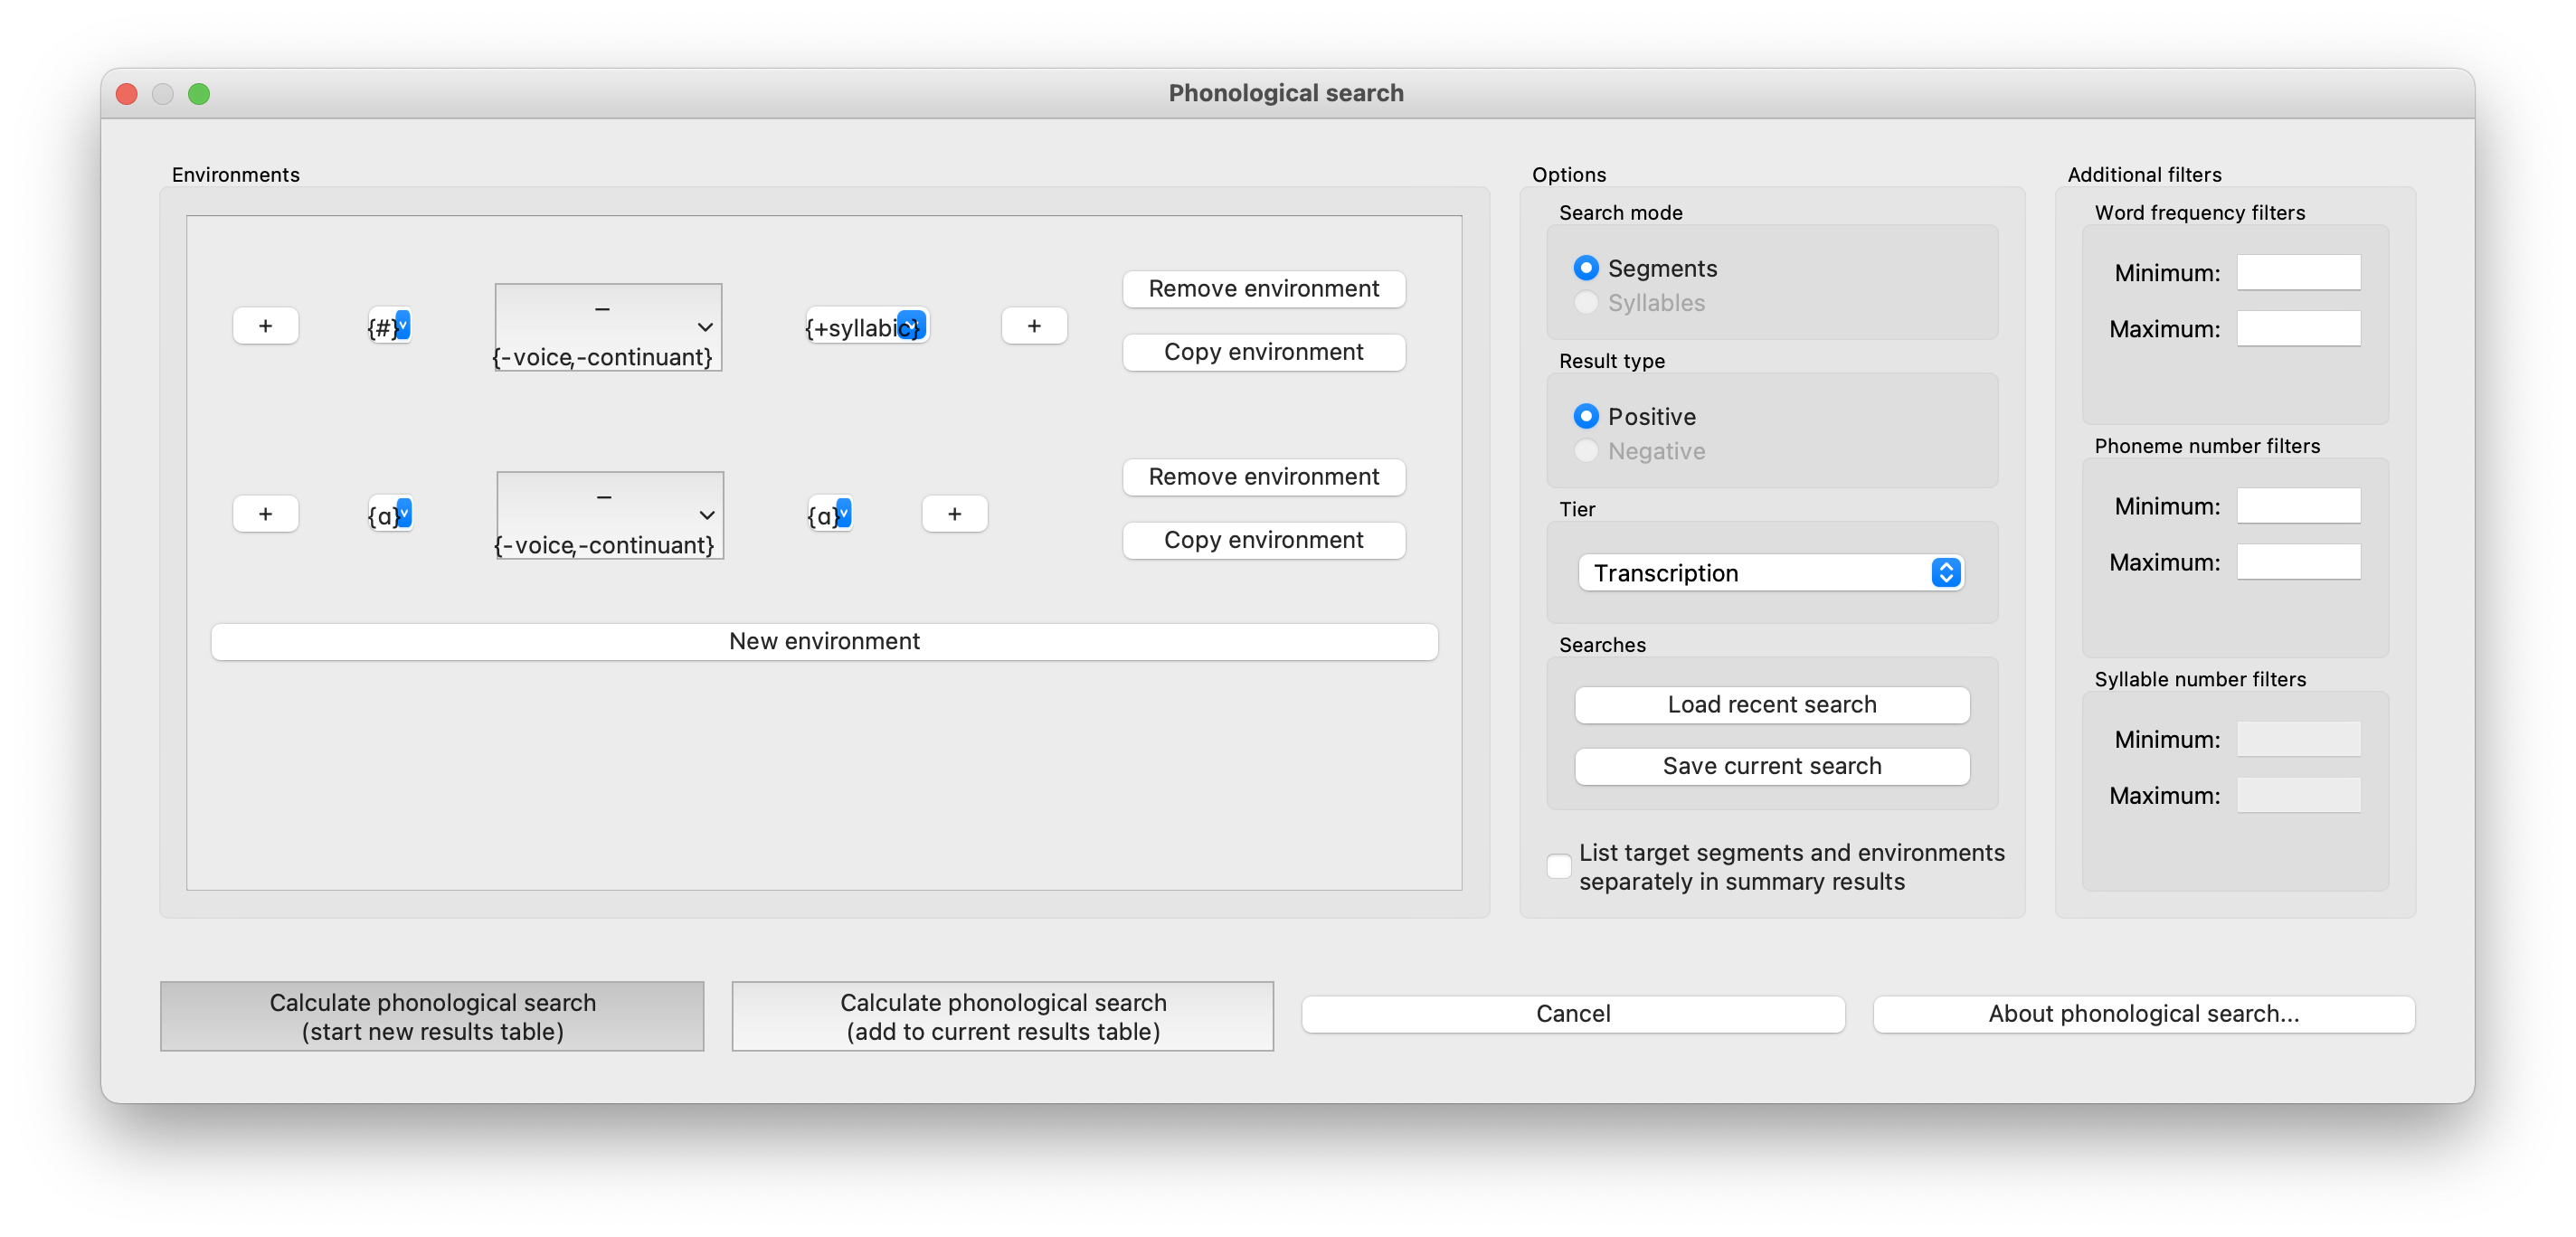 Phonological search
Environments
+
{#}
_
{-voice,-continuant}
{+syllabic}
+
Remove environment
Copy environment
+
{ɑ}
_
{-voice,-continuant}
{ɑ}
+
Remove environment
Copy environment
New environment
Options
Search mode
Segments
Syllables
Result type
Positive
Negative
Tier
Transcription
Searches
Load recent search
Save current search
List target segments and environments
separately in summary results
Additional filters
Word frequency filters
Minimum:
Maximum:
Phoneme number filters
Minimum:
Maximum:
Syllable number filters
Minimum:
Maximum:
Calculate phonological search
(start new results table)
Calculate phonological search
(add to current results table)
Cancel
About phonological search...